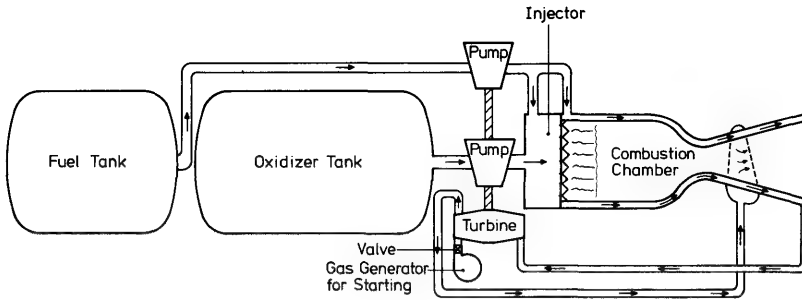 Injector
Pump
Fuel Tank
Oxidizer Tank
Pump
Combustion
Chamber
Turbine
Valve
Gas Generator
for Starting